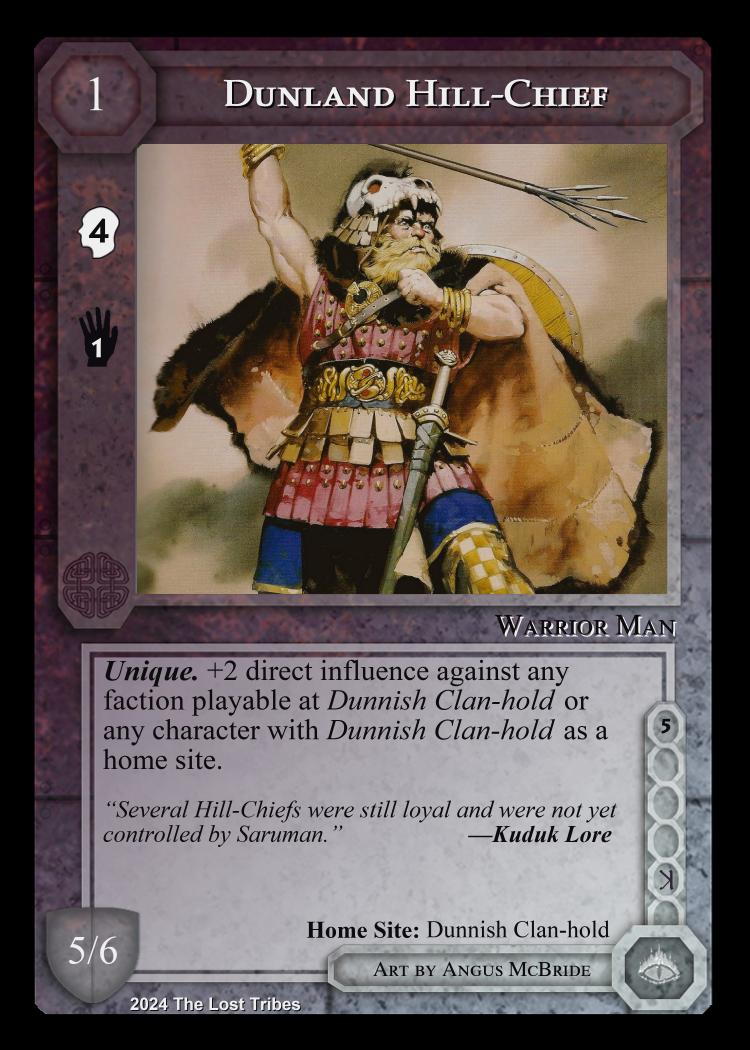 1
Dunland Hill-Chief
4
1
Warrior Man
Unique. +2 direct influence against any
faction playable at Dunnish Clan-hold or
any character with Dunnish Clan-hold as a
home site.
5
“Several Hill-Chiefs were still loyal and were not yet
controlled by Saruman.” —Kuduk Lore
Home Site: Dunnish Clan-hold
5/6
Art by Angus McBride
2024 The Lost Tribes